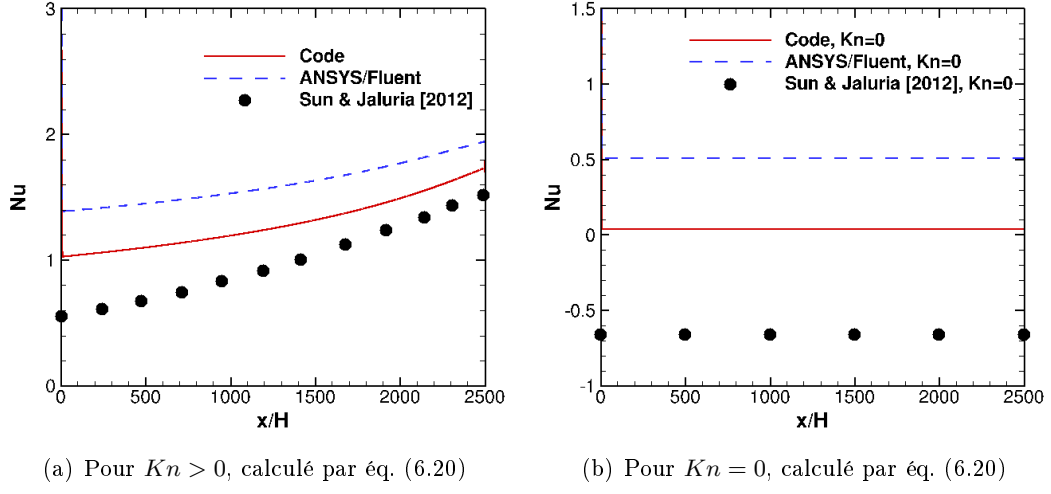 3
2
1
0
Nu
0
500
1000
1500
2000
2500
x/H
Code
ANSYS/Fluent
Sun & Jaluria [2012]
(a) Pour Kn > 0, calculé par éq. (6.20)
1.5
1
0.5
0
-0.5
-1
Nu
0
500
1000
1500
2000
2500
x/H
Code, Kn=0
ANSYS/Fluent, Kn=0
Sun & Jaluria [2012], Kn=0
(b) Pour Kn = 0, calculé par éq. (6.20)